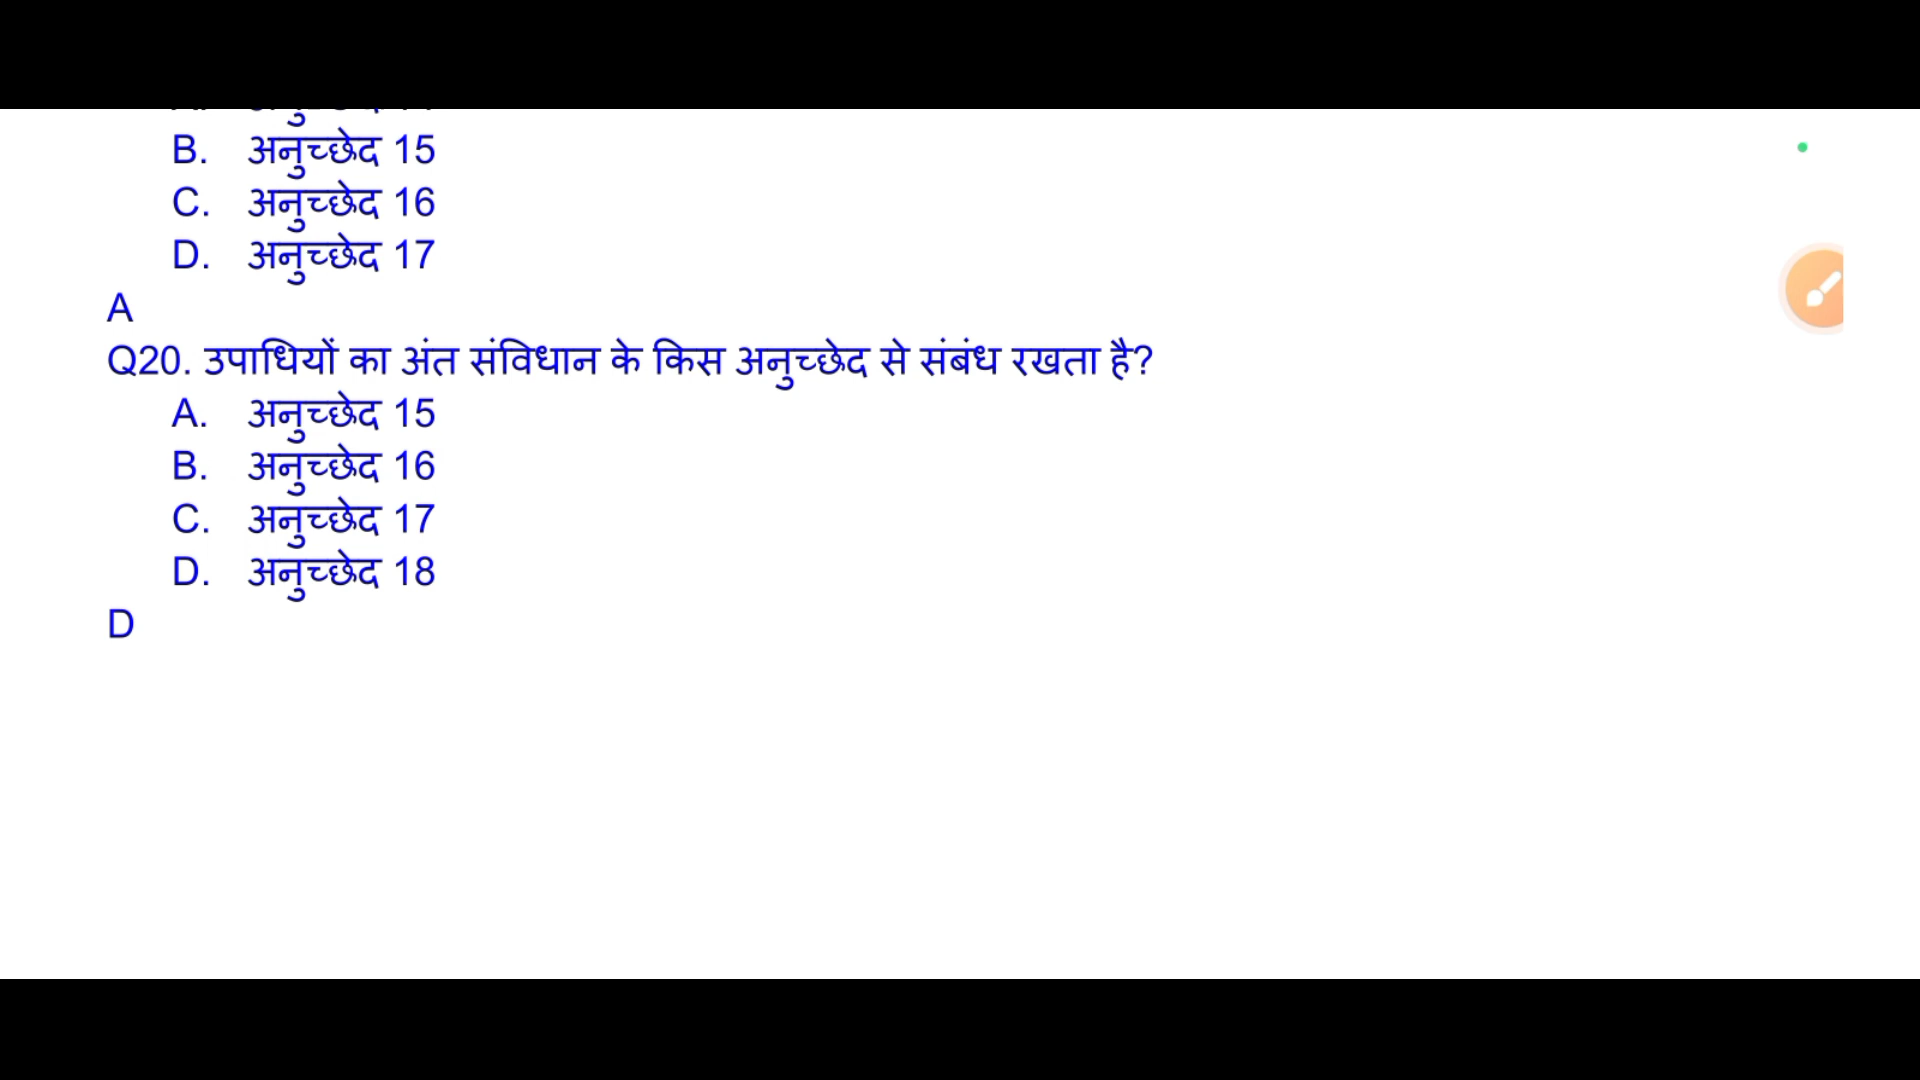 B. अनुच्छेद 15
C. अनुच्छेद 16
D. अनुच्छेद 17
A
Q20. उपाधियों का अंत संविधान के किस अनुच्छेद से संबंध रखता है?
A. अनुच्छेद 15
B. अनुच्छेद 16
C. अनुच्छेद 17
D. अनुच्छेद 18
D